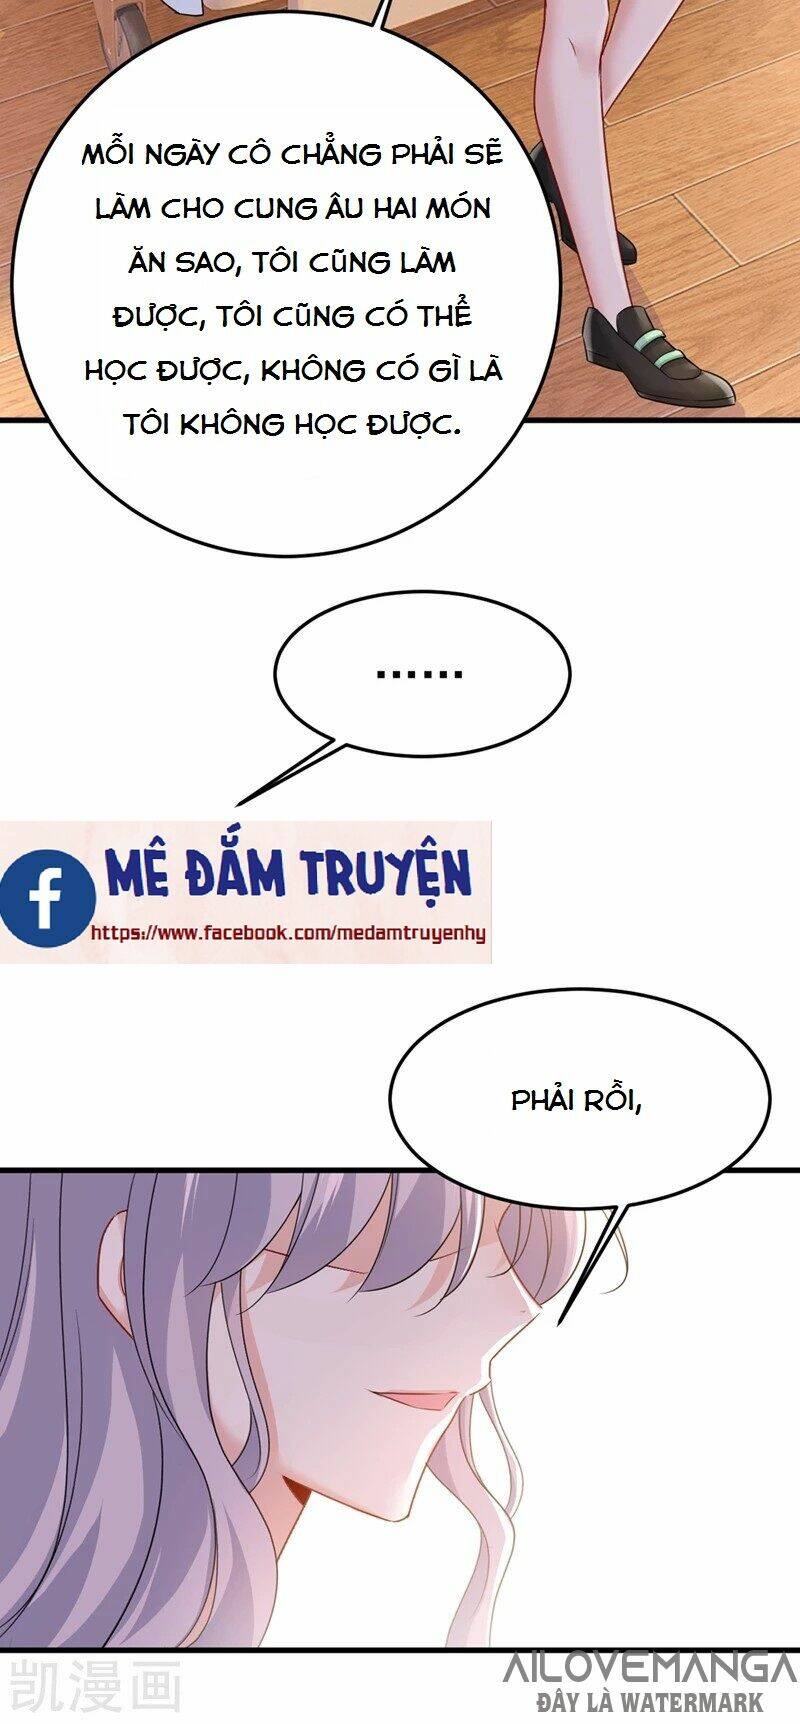 MỖI NGÀY CÔ CHẲNG PHẢI SẼ
LÀM CHO CUNG ÂU HAI MÓN
ĂN SAO, TÔI CŨNG LÀM
ĐƯỢC, TÔI CŨNG CÓ THỂ
HỌC ĐƯỢC, KHÔNG CÓ GÌ LÀ
TÔI KHÔNG HỌC ĐƯỢC.
......
f MÊ ĐẮM TRUYỆN
https://www.facebook.com/medamtruyenhy
PHẢI RỒI,
凯漫画
AILOVEMANGA
ĐÂY LÀ WATERMARK